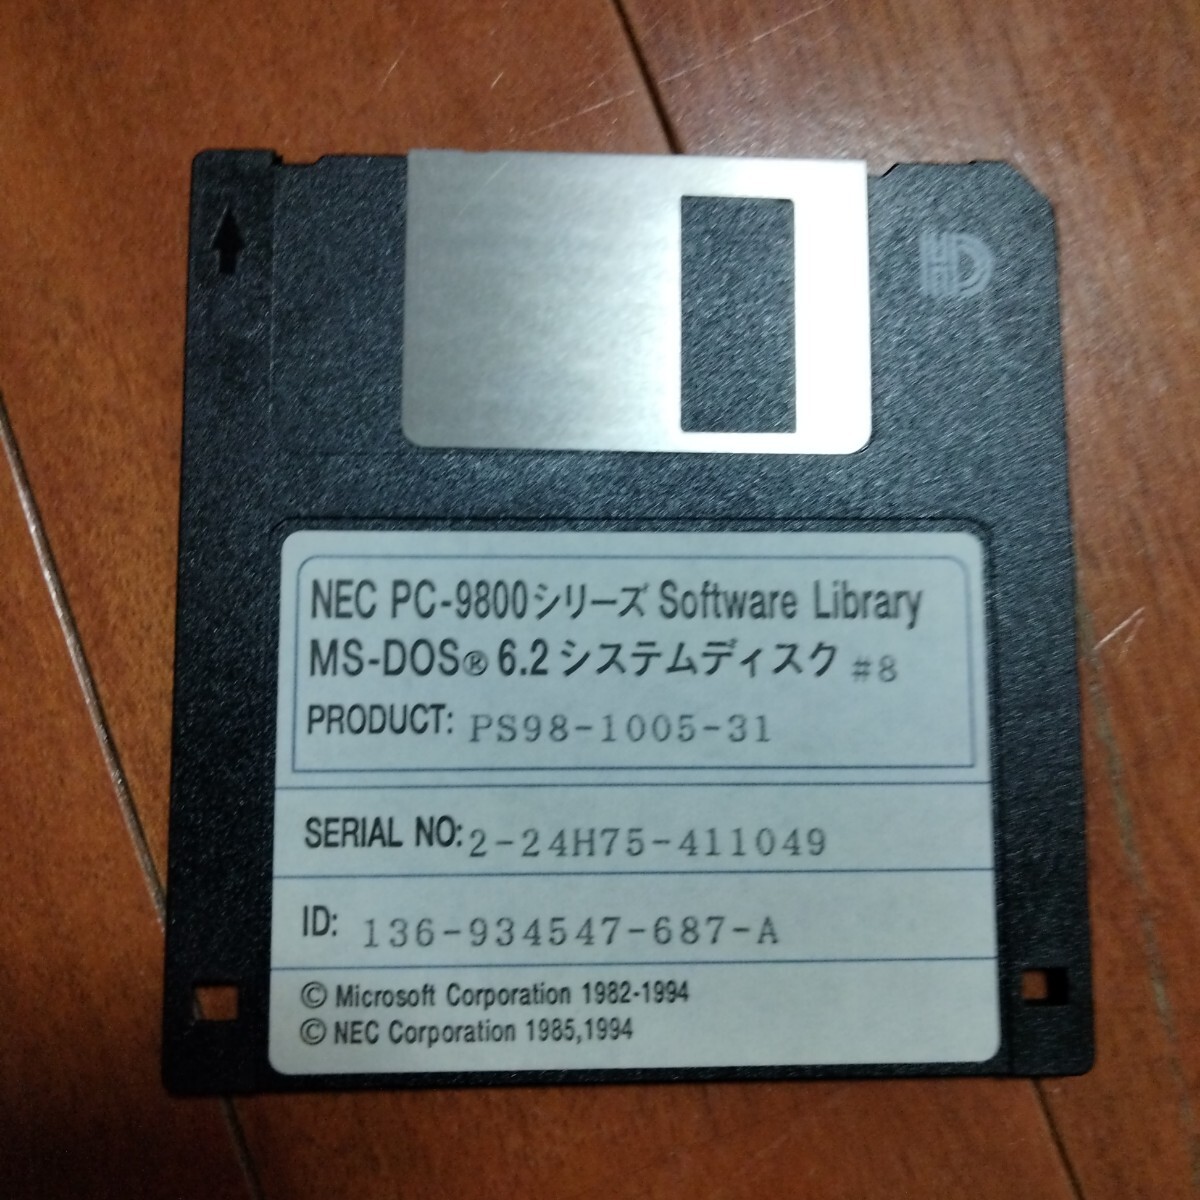 HD
NEC PC-9800シリーズ Software Library
MS-DOS® 6.2 システムディスク #8
PRODUCT: PS98-1005-31
SERIAL NO: 2-24H75-411049
ID: 136-934547-687-A
© Microsoft Corporation 1982-1994
© NEC Corporation 1985,1994